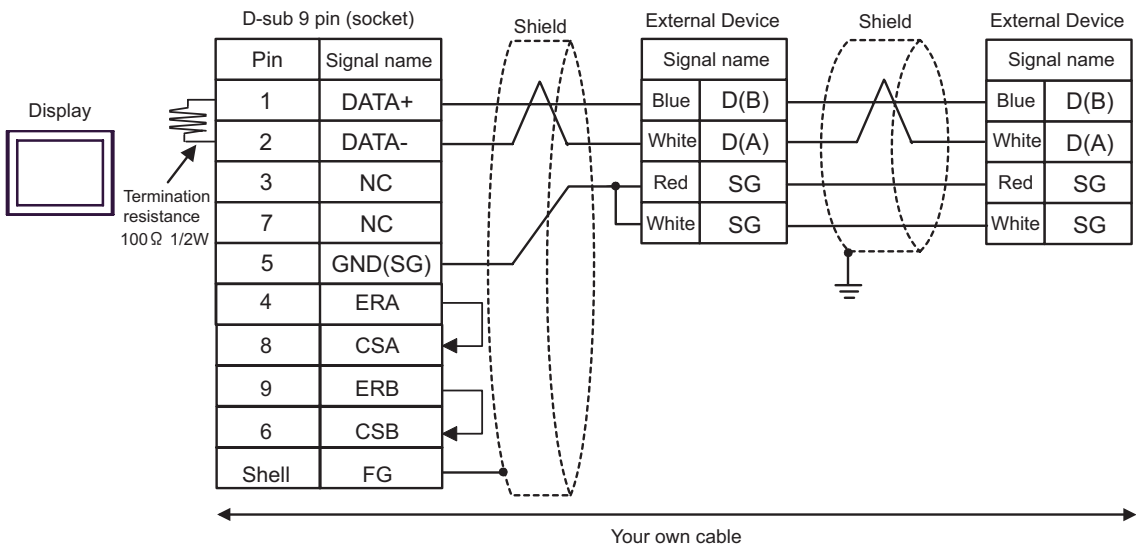 D-sub 9 pin (socket)
Shield
External Device
Shield
External Device
Pin Signal name
Signal name
Signal name
Display
1 DATA+
Blue D(B)
Blue D(B)
2 DATA-
White D(A)
White D(A)
3 NC
Red SG
Red SG
Termination
resistance
100Ω 1/2W
7 NC
White SG
White SG
5 GND(SG)
4 ERA
8 CSA
9 ERB
6 CSB
Shell FG
Your own cable